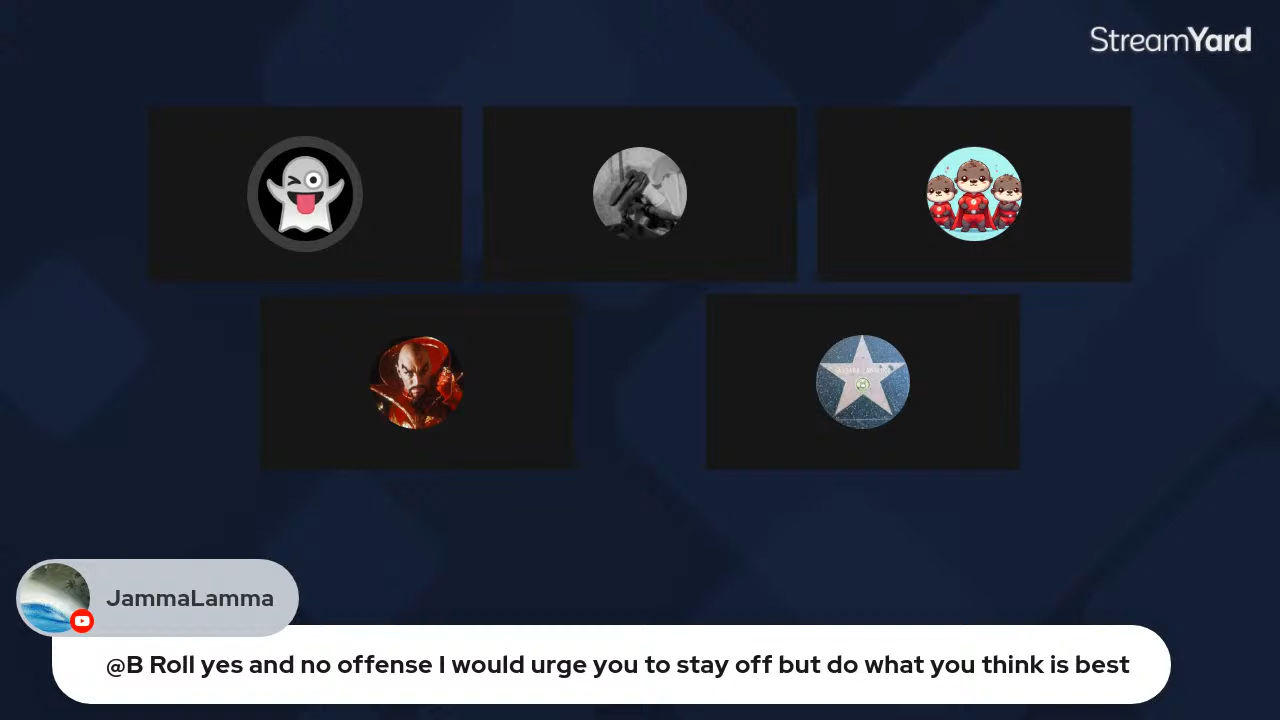 StreamYard
JammaLamma
@B Roll yes and no offense I would urge you to stay off but do what you think is best